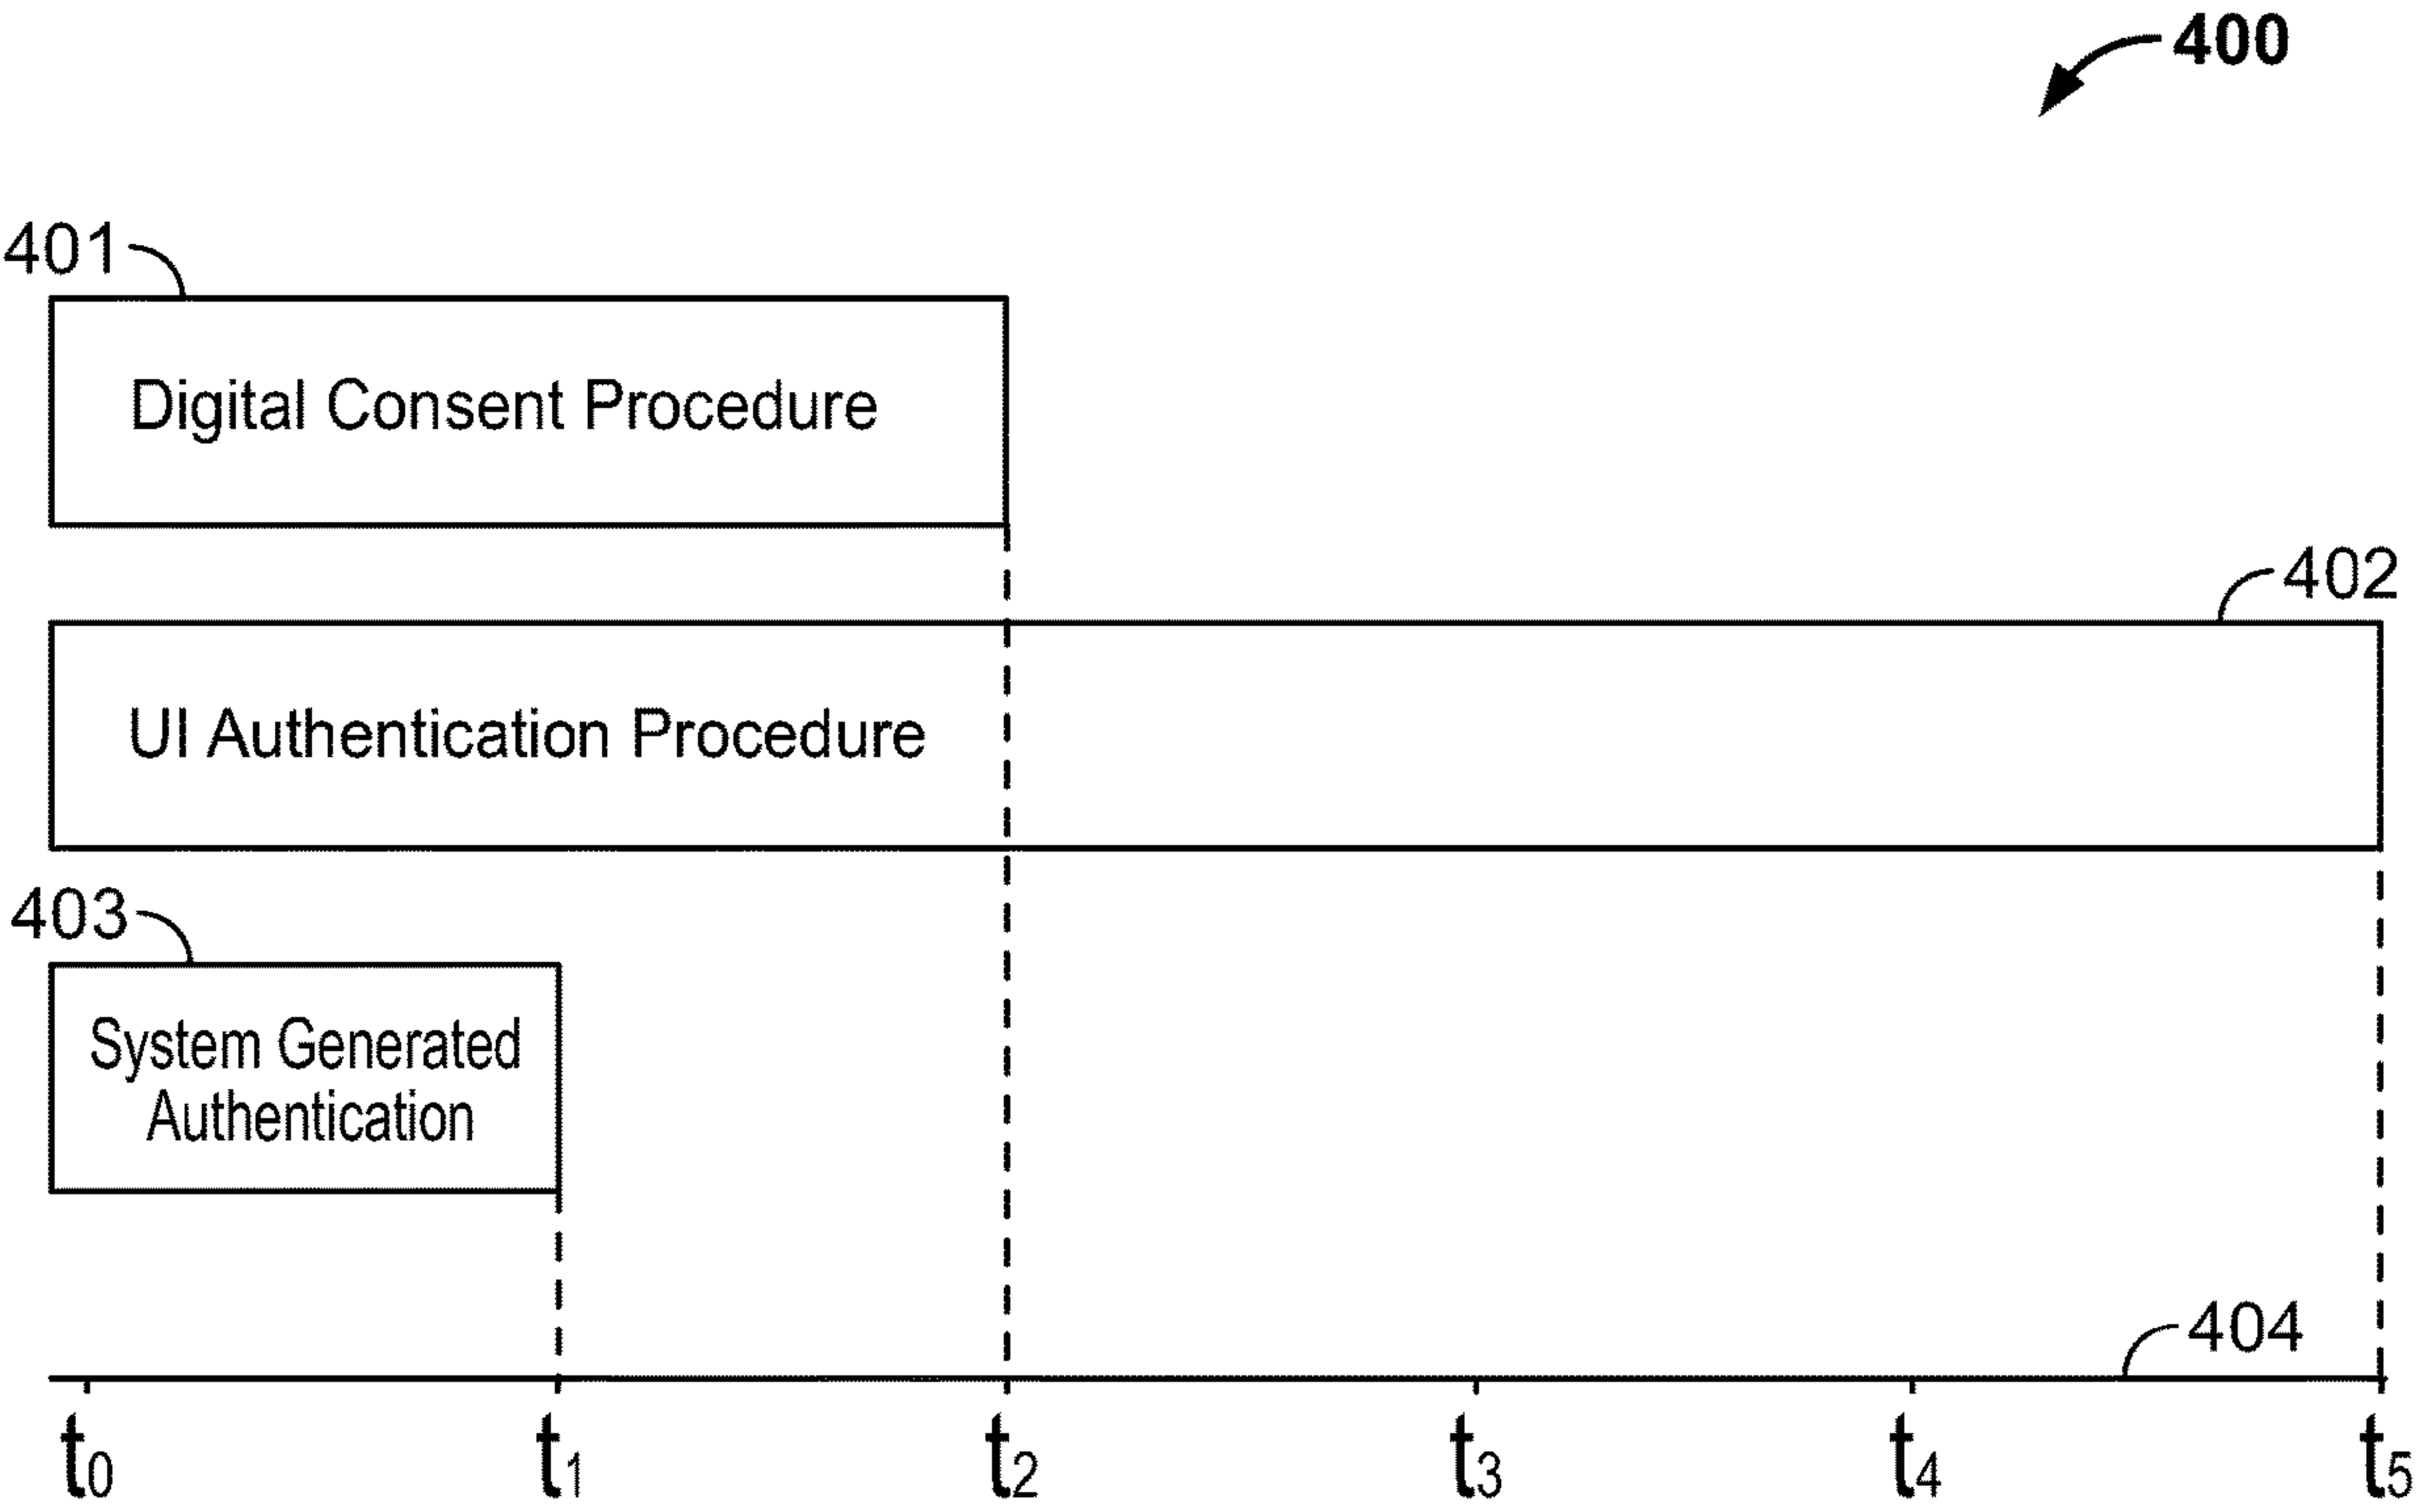 400
401
Digital Consent Procedure
402
UI Authentication Procedure
403
System Generated
Authentication
404
t0 t1 t2 t3 t4 t5